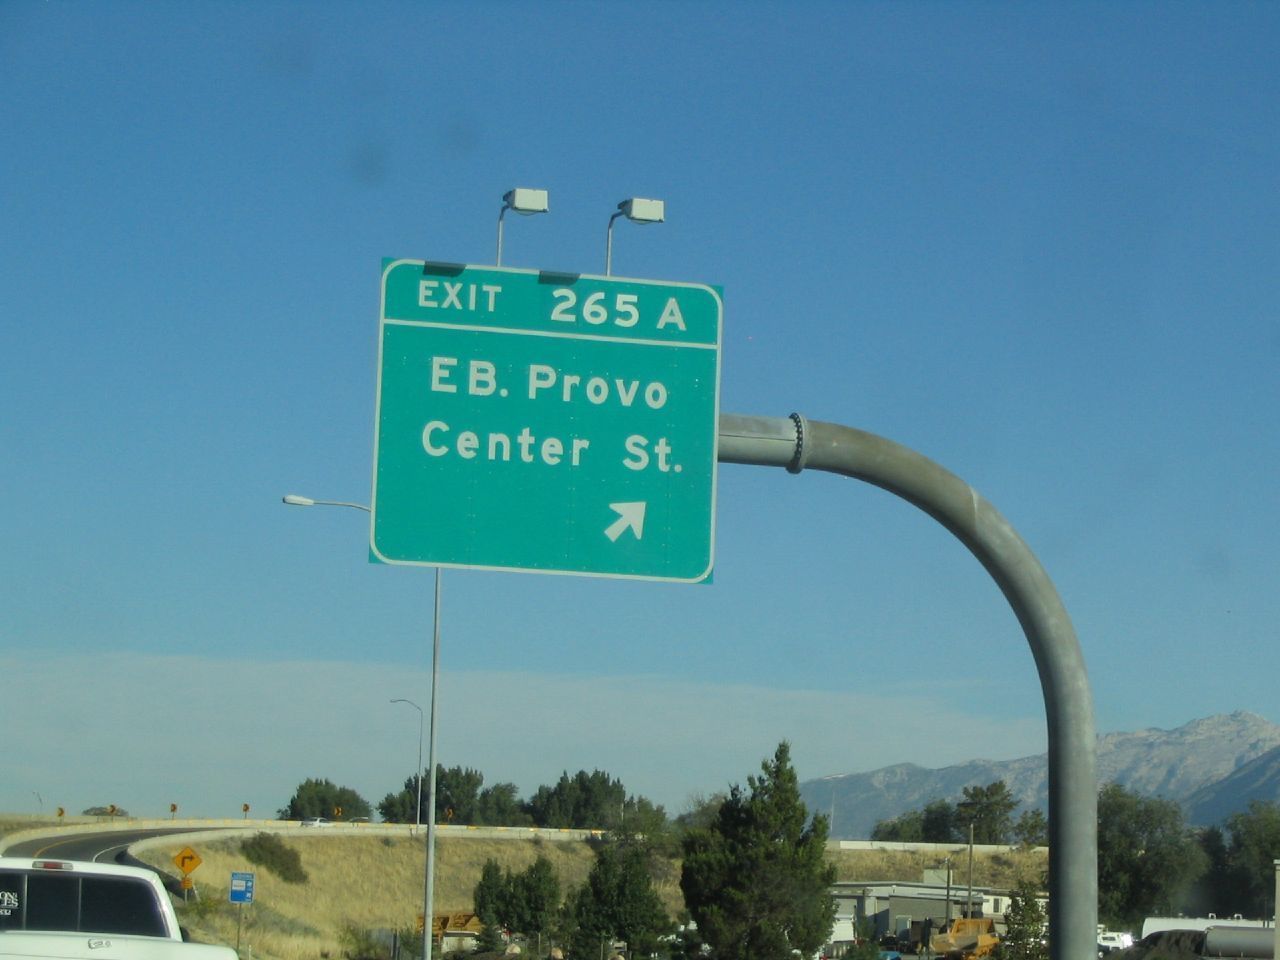 EXIT 265 A
EB. Provo
Center St.